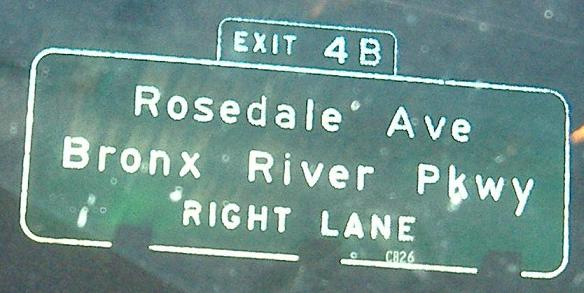 EXIT 4B
Rosedale Ave
Bronx River Pkwy
RIGHT LANE
C826